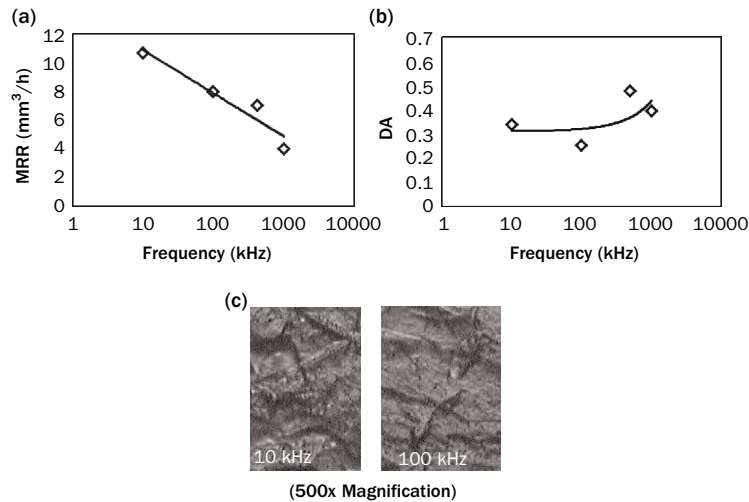 (a)
MRR (mm³/h)
12
10
8
6
4
2
0
1 10 100 1000 10000
Frequency (kHz)
(b)
DA
0.7
0.6
0.5
0.4
0.3
0.2
0.1
0
1 10 100 1000 10000
Frequency (kHz)
(c)
10 kHz 100 kHz
(500x Magnification)